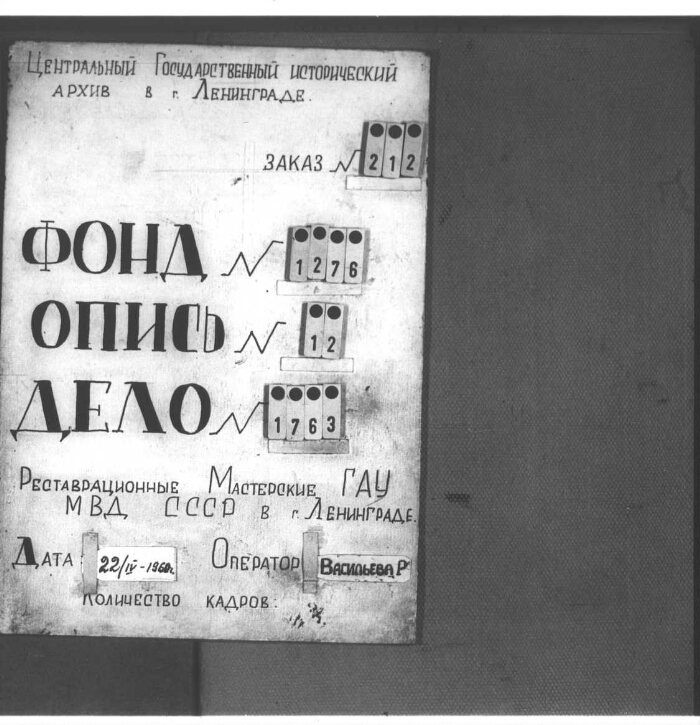 Центральный Государственный исторический
архив в г. Ленинграде.
заказ № 212
ФОНД № 1276
ОПИСЬ № 12
ДЕЛО № 1763
Реставрационные Мастерские ГАУ
МВД СССР в г. Ленинграде.
Дата 22/IV-1960г. Оператор Васильева Р
Количество кадров: